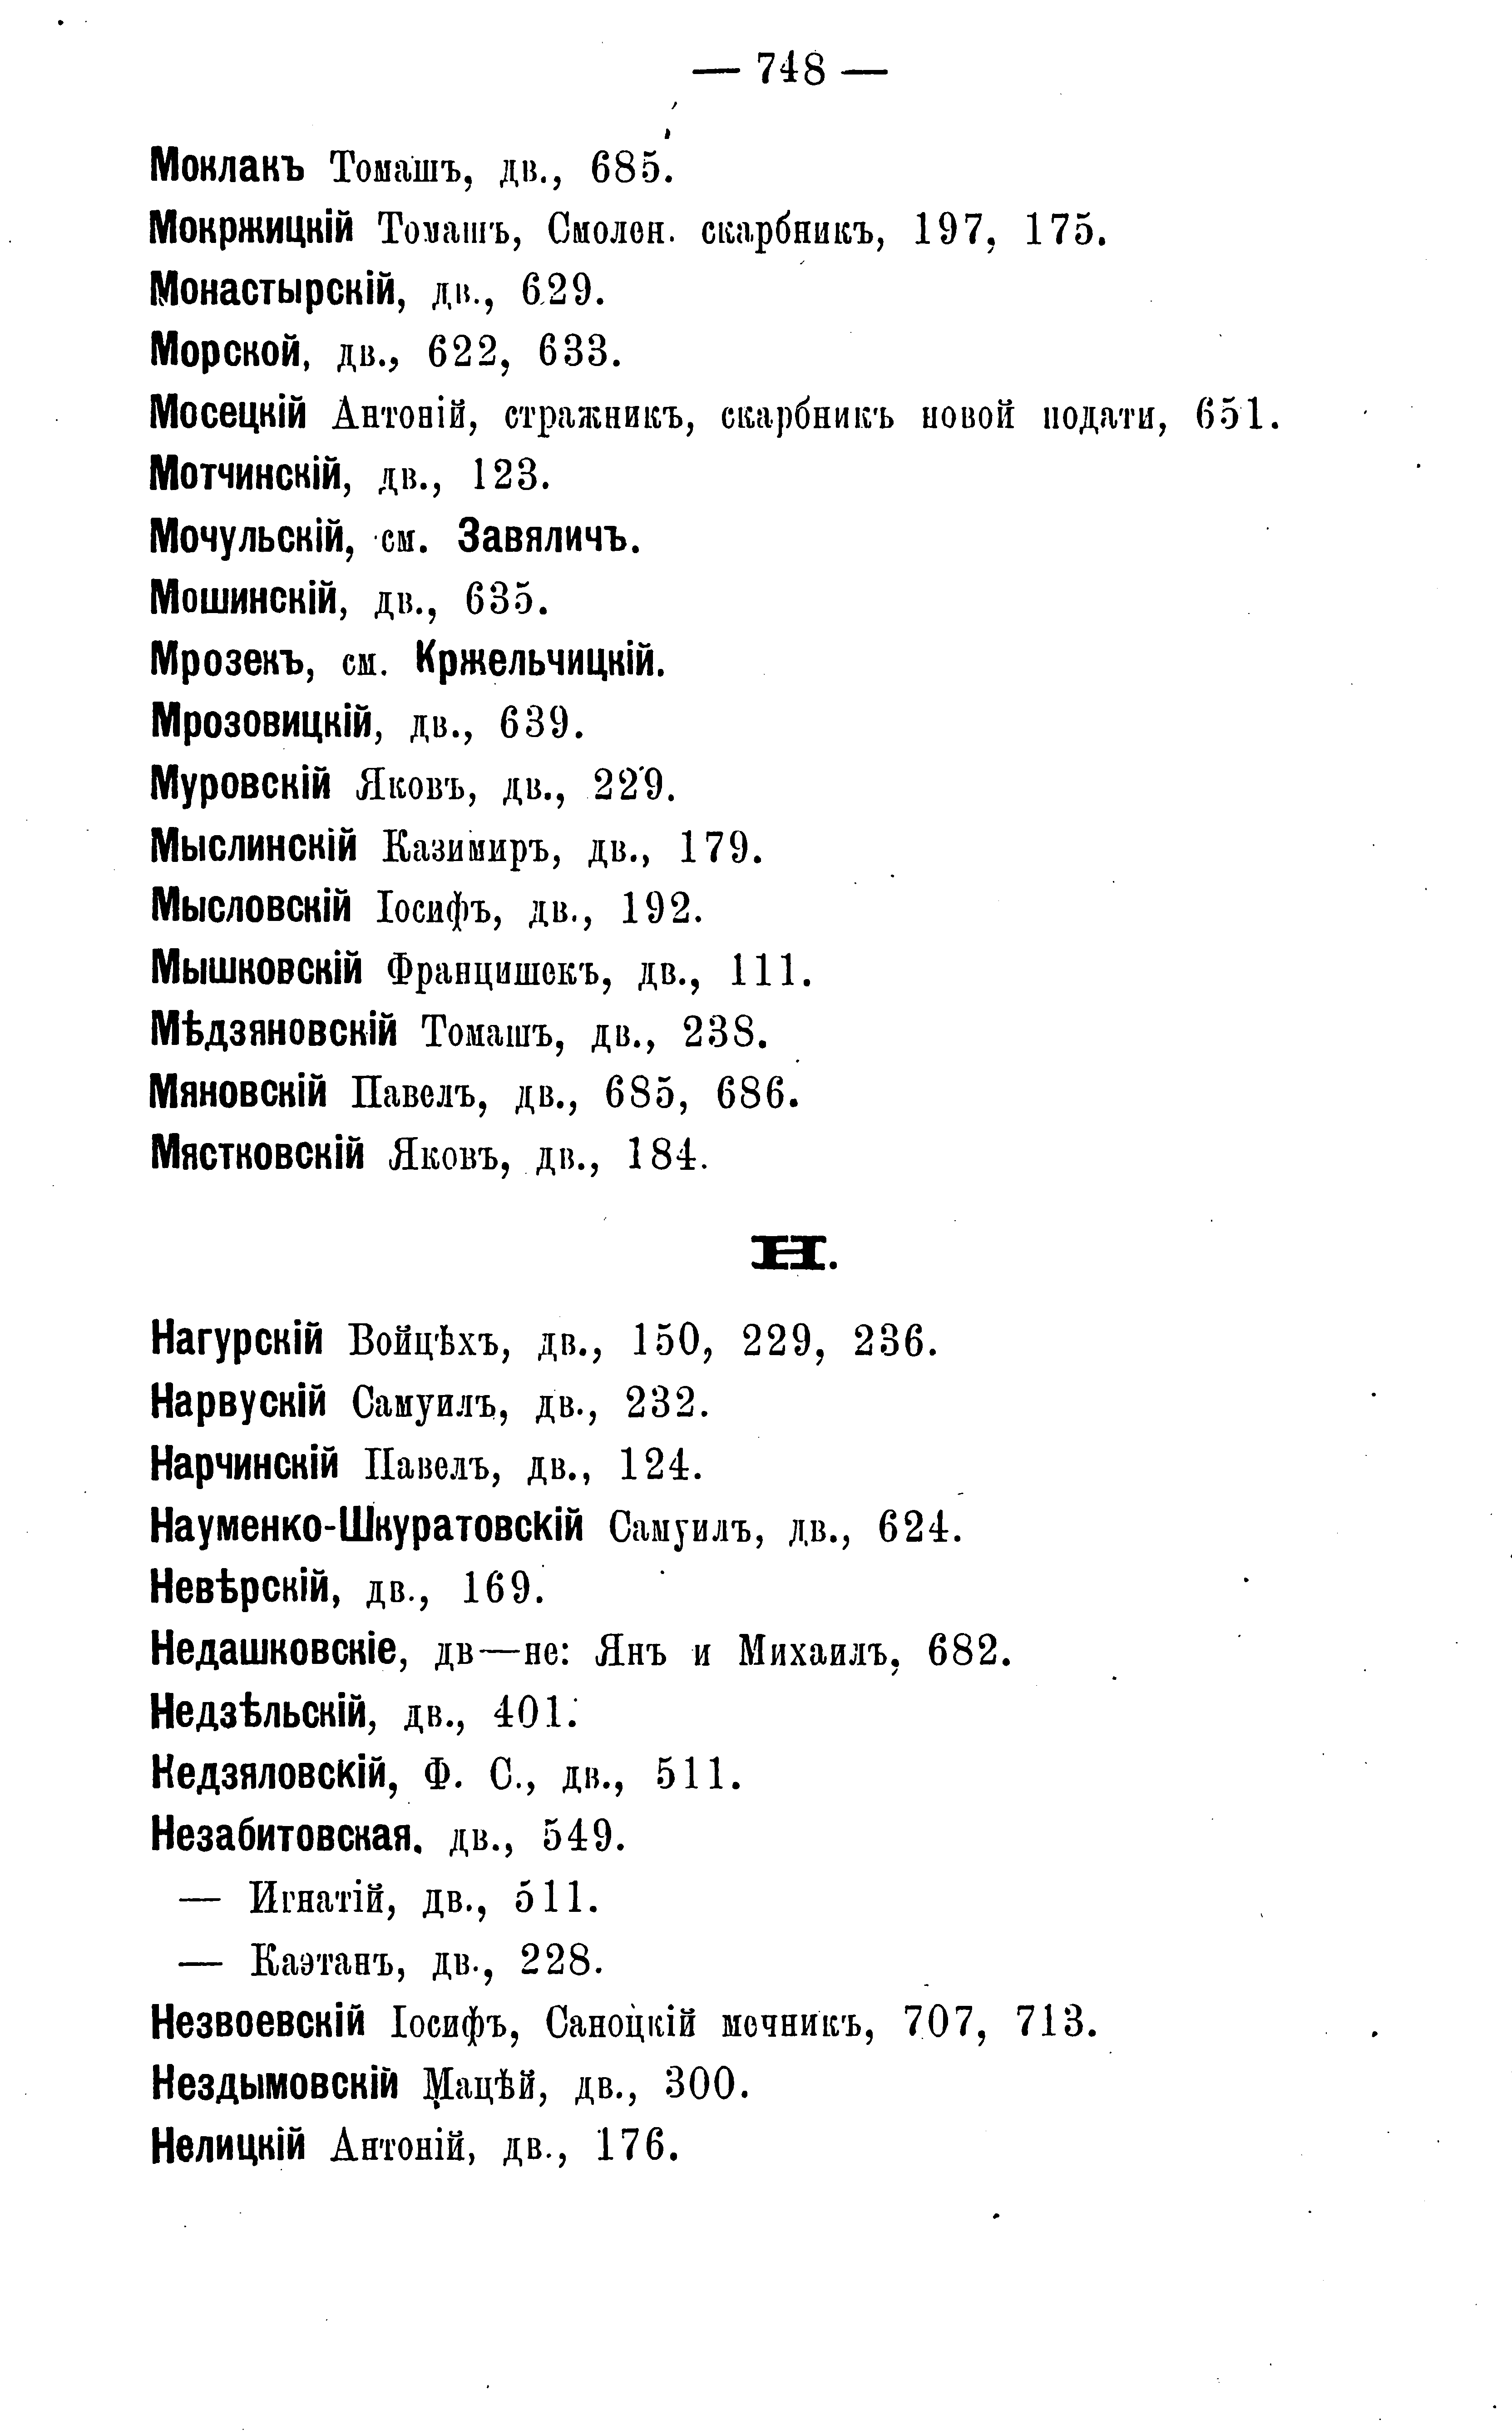 — 748 —
Моклакъ Томашъ, дв., 685.
Мокржицкій Томашъ, Смолен. скарбникъ, 197, 175.
Монастырскій, дв., 629.
Морской, дв., 622, 633.
Мосецкій Антоній, стражникъ, скарбникъ новой подати, 651.
Мотчинскій, дв., 123.
Мочульскій, см. Завяличъ.
Мошинскій, дв., 635.
Мрозекъ, см. Кржельчицкій.
Мрозовицкій, дв., 639.
Муровскій Яковъ, дв., 229.
Мыслинскій Казимиръ, дв., 179.
Мысловскій Іосифъ, дв., 192.
Мышковскій Францишекъ, дв., 111.
Мѣдзяновскій Томашъ, дв., 238.
Мяновскій Павелъ, дв., 685, 686.
Мястковскій Яковъ, дв., 184.
Н.
Нагурскій Войцѣхъ, дв., 150, 229, 236.
Нарвускій Самуилъ, дв., 232.
Нарчинскій Павелъ, дв., 124.
Науменко-Шкуратовскій Самуилъ, дв., 624.
Невѣрскій, дв., 169.
Недашковскіе, дв—не: Янъ и Михаилъ, 682.
Недзѣльскій, дв., 401.
Недзяловскій, Ф. С., дв., 511.
Незабитовская, дв., 549.
— Игнатій, дв., 511.
— Каэтанъ, дв., 228.
Незвоевскій Іосифъ, Саноцкій мечникъ, 707, 713.
Нездымовскій Мацѣй, дв., 300.
Нелицкій Антоній, дв., 176.